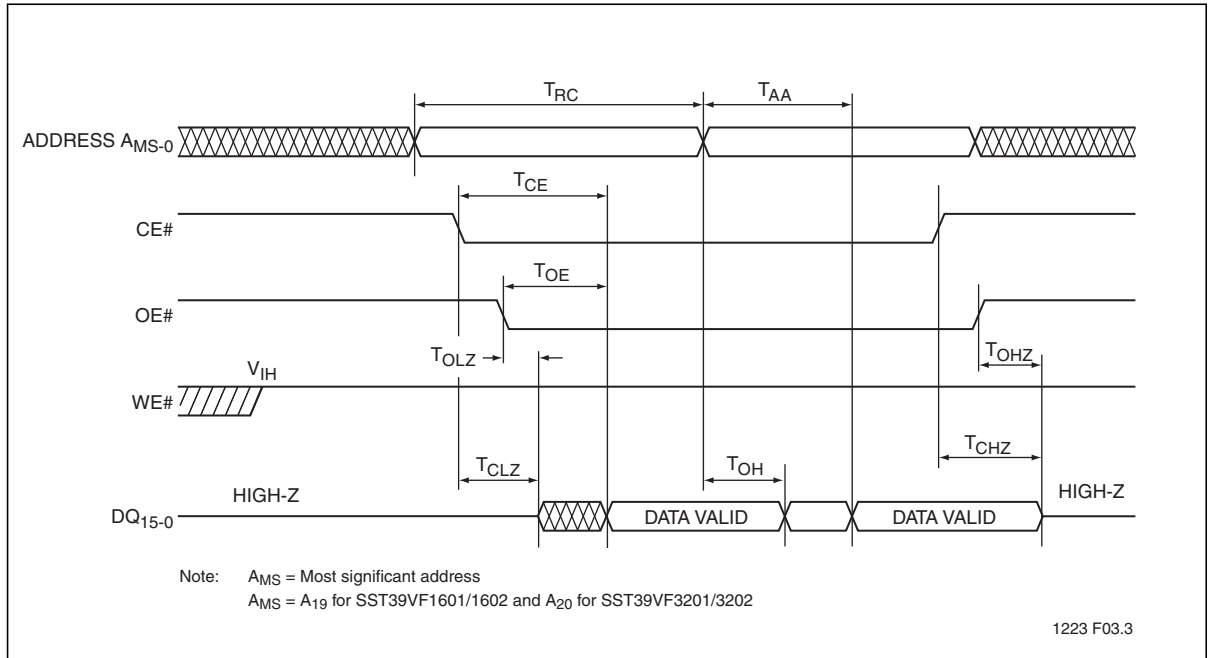 TRC TAA
ADDRESS AMS-0
TCE
CE#
TOE
OE#
TOLZ TOHZ
VIH
WE#
TCLZ TOH TCHZ
HIGH-Z HIGH-Z
DQ15-0 DATA VALID DATA VALID
Note: AMS = Most significant address
AMS = A19 for SST39VF1601/1602 and A20 for SST39VF3201/3202
1223 F03.3